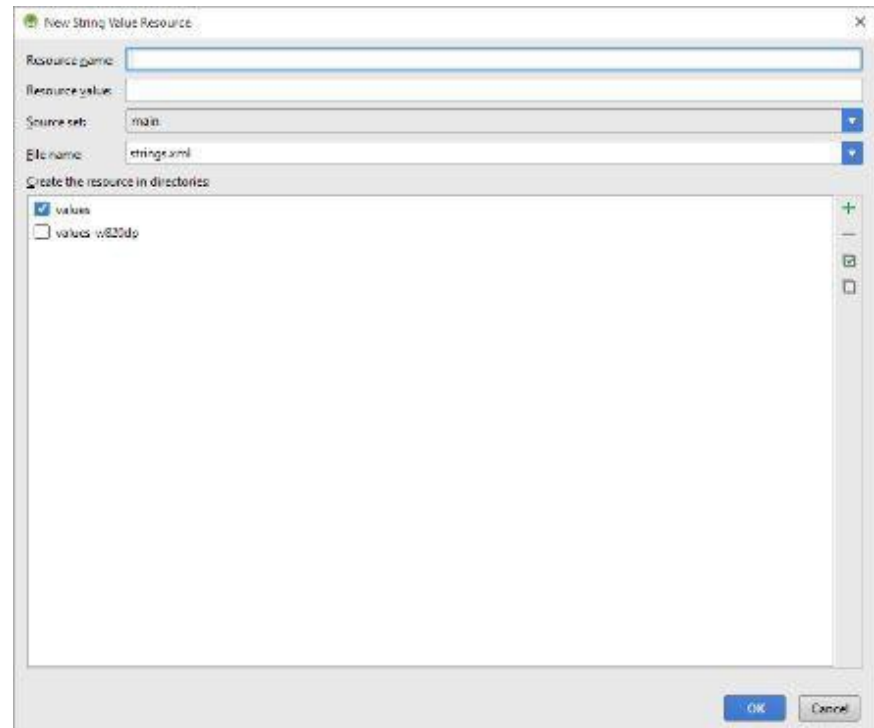 New String Value Resource
Resource name:
Resource value:
Source set: main
File name: strings.xml
Create the resource in directories:
values
values-w820dp
OK Cancel